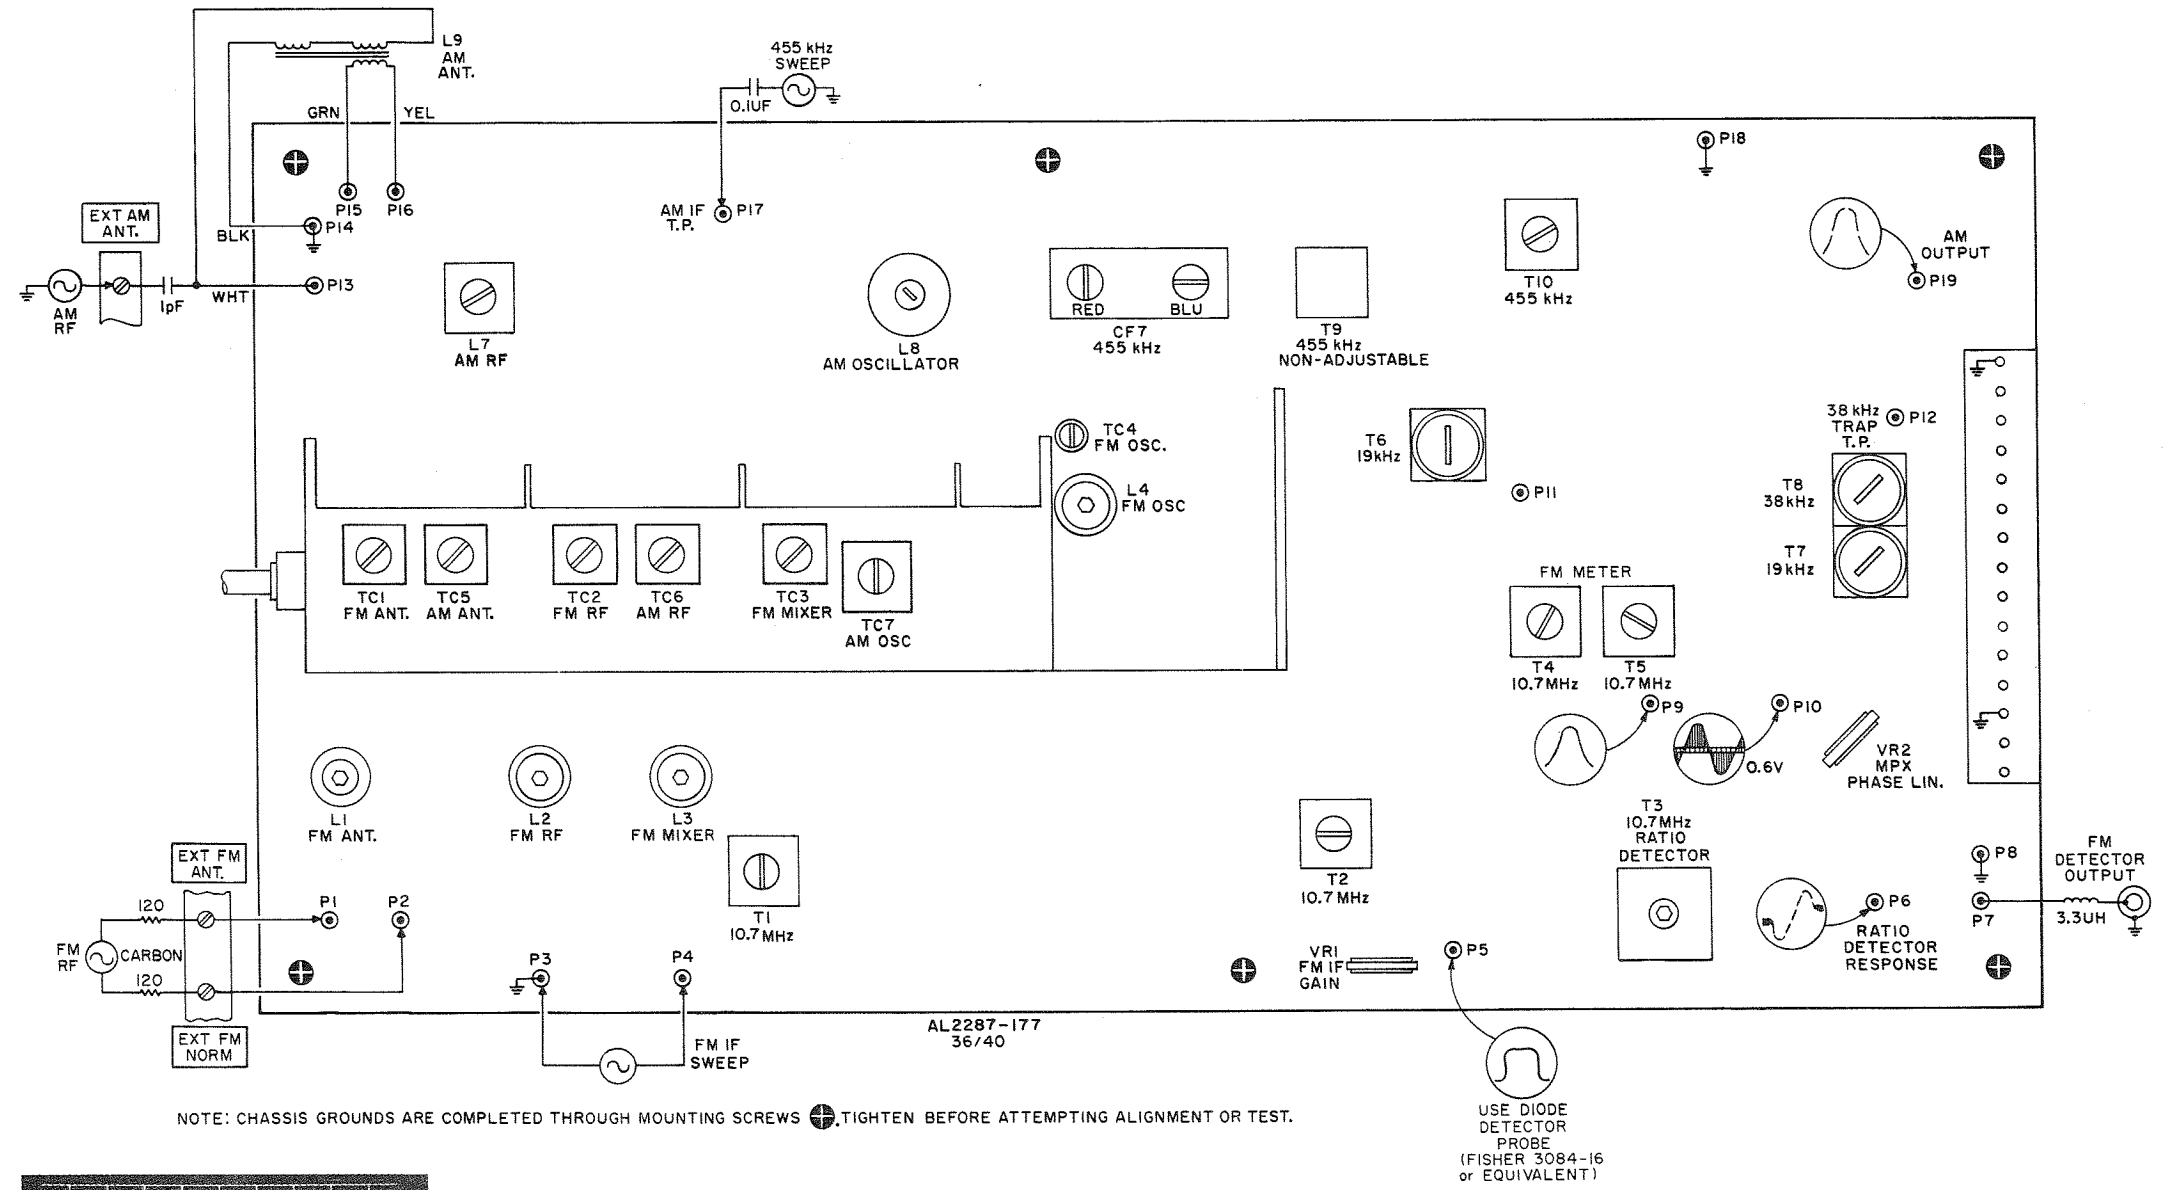 L9
AM
ANT.
455 kHz
SWEEP
0.1UF
GRN
YEL
P18
P15
P16
EXT AM
ANT.
BLK
P14
AM IF
T.P.
P17
AM
OUTPUT
P19
AM
RF
1pF
WHT
P13
L7
AM RF
L8
AM OSCILLATOR
RED
BLU
CF7
455 kHz
T9
455 kHz
NON-ADJUSTABLE
T10
455 kHz
TC4
FM OSC.
L4
FM OSC
T6
19kHz
P11
38 kHz
TRAP
T.P.
P12
T8
38kHz
T7
19kHz
TC1
FM ANT.
TC5
AM ANT.
TC2
FM RF
TC6
AM RF
TC3
FM MIXER
TC7
AM OSC
FM METER
T4
10.7MHz
T5
10.7MHz
P9
P10
0.6V
VR2
MPX
PHASE LIN.
L1
FM ANT.
L2
FM RF
L3
FM MIXER
T1
10.7MHz
T2
10.7MHz
T3
10.7MHz
RATIO
DETECTOR
P8
FM
DETECTOR
OUTPUT
P7
3.3UH
P6
RATIO
DETECTOR
RESPONSE
EXT FM
ANT.
120
P1
P2
FM
RF
CARBON
120
EXT FM
NORM
P3
P4
FM IF
SWEEP
VR1
FM IF
GAIN
P5
AL2287-177
36/40
USE DIODE
DETECTOR
PROBE
(FISHER 3084-16
or EQUIVALENT)
NOTE: CHASSIS GROUNDS ARE COMPLETED THROUGH MOUNTING SCREWS . TIGHTEN BEFORE ATTEMPTING ALIGNMENT OR TEST.